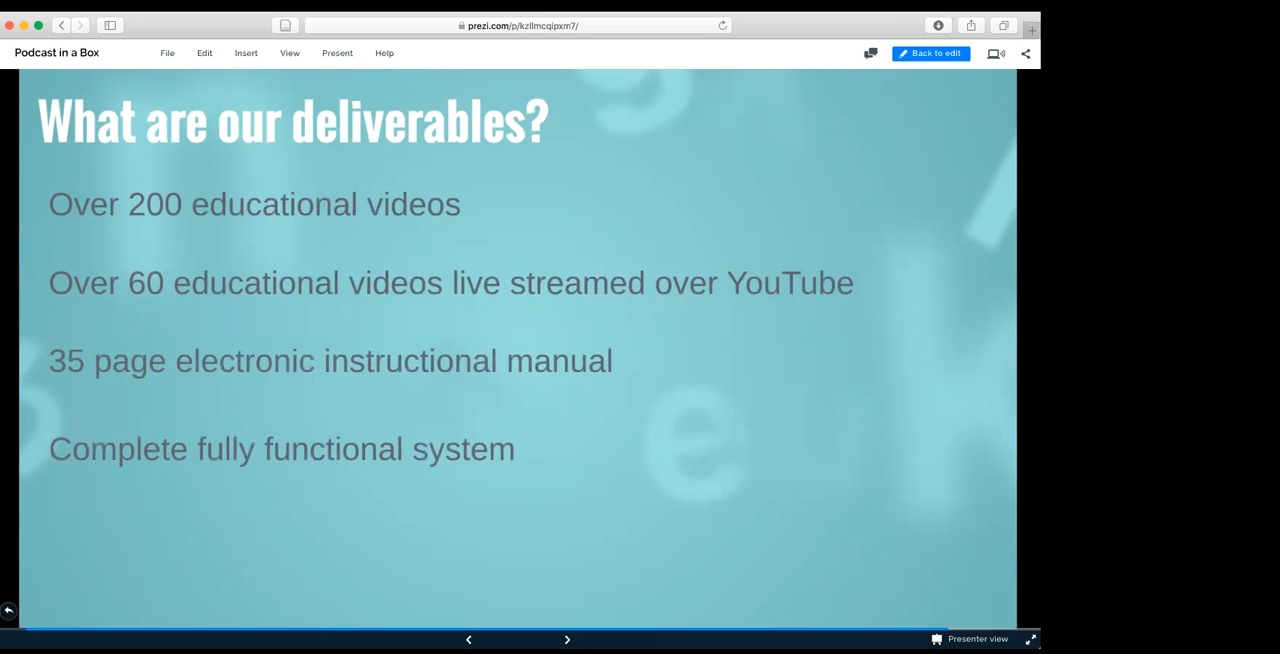 prezi.com/p/kzllmcqipxm7/
Podcast in a Box
File Edit Insert View Present Help
Back to edit
What are our deliverables?
Over 200 educational videos
Over 60 educational videos live streamed over YouTube
35 page electronic instructional manual
Complete fully functional system
Presenter view